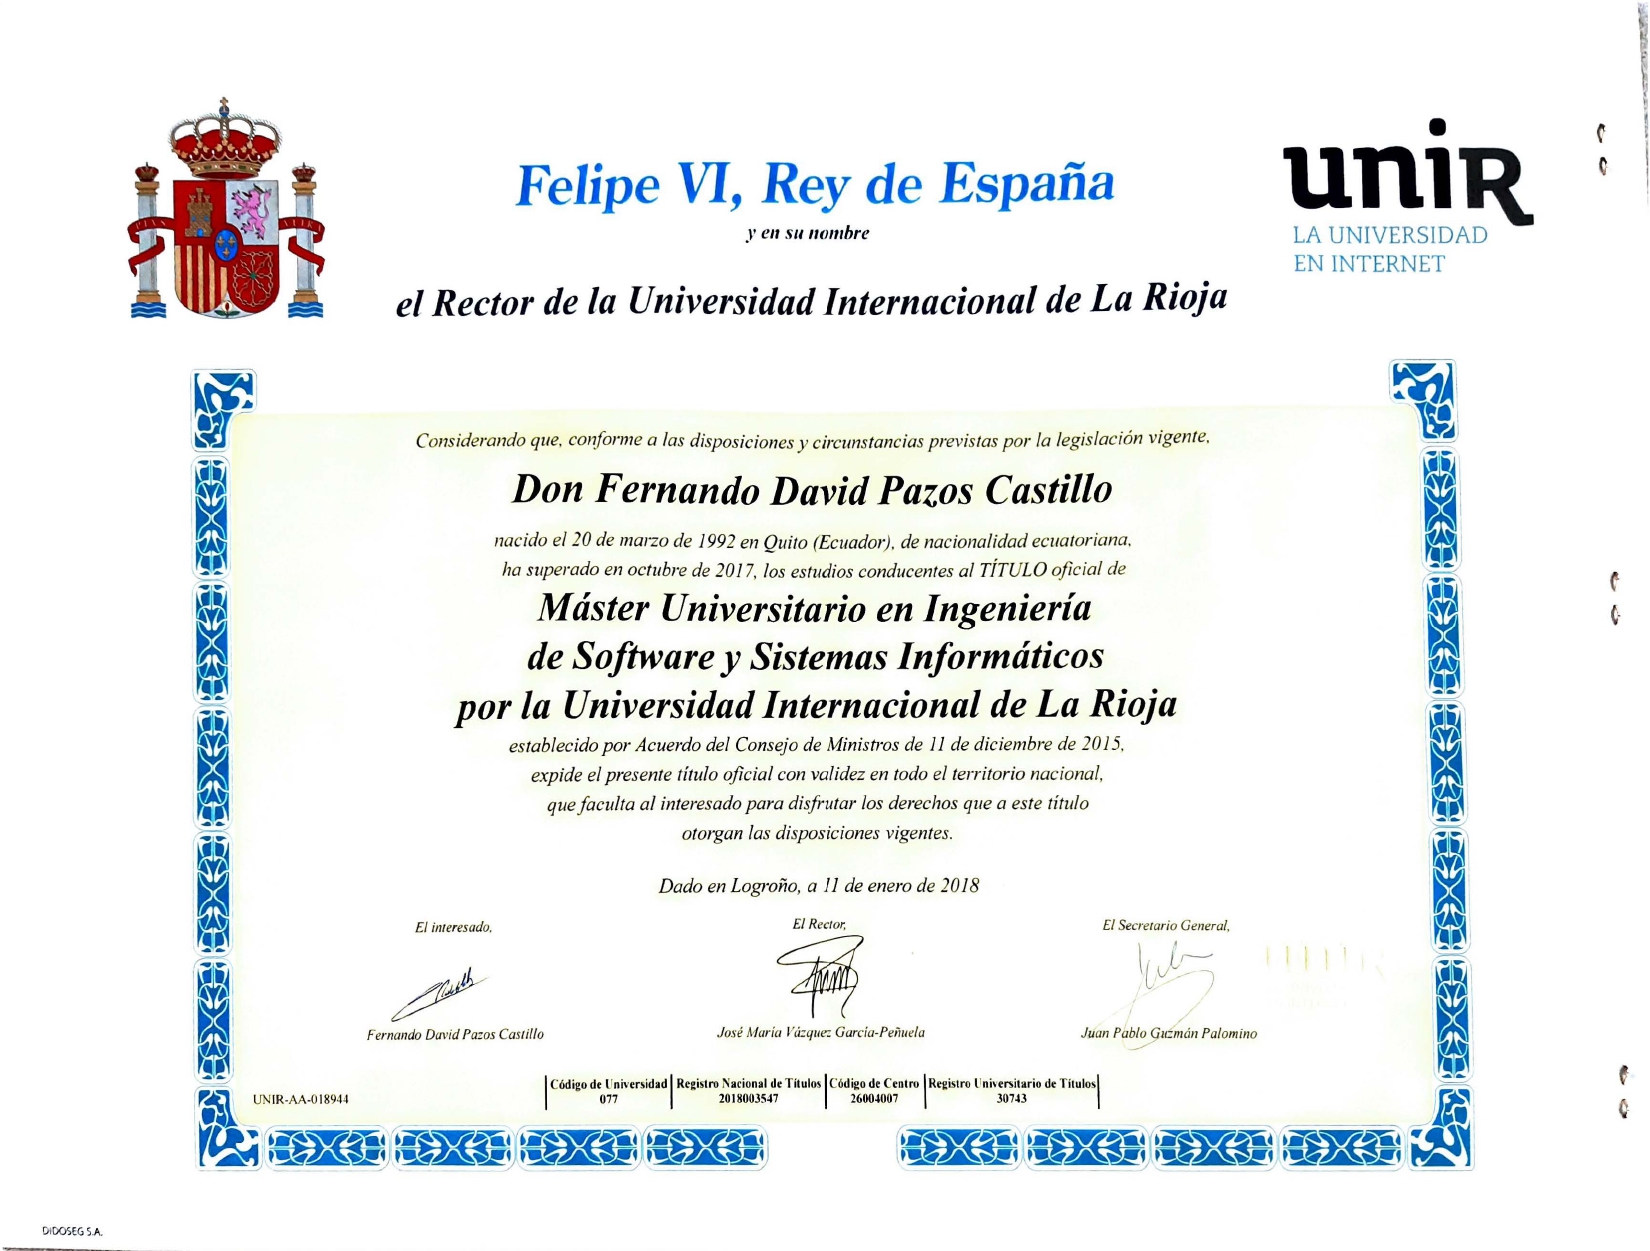 Felipe VI, Rey de España
y en su nombre
el Rector de la Universidad Internacional de La Rioja
unir
LA UNIVERSIDAD
EN INTERNET
Considerando que, conforme a las disposiciones y circunstancias previstas por la legislación vigente,
Don Fernando David Pazos Castillo
nacido el 20 de marzo de 1992 en Quito (Ecuador), de nacionalidad ecuatoriana,
ha superado en octubre de 2017, los estudios conducentes al TÍTULO oficial de
Máster Universitario en Ingeniería
de Software y Sistemas Informáticos
por la Universidad Internacional de La Rioja
establecido por Acuerdo del Consejo de Ministros de 11 de diciembre de 2015,
expide el presente título oficial con validez en todo el territorio nacional,
que faculta al interesado para disfrutar los derechos que a este título
otorgan las disposiciones vigentes.
Dado en Logroño, a 11 de enero de 2018
El interesado,
Fernando David Pazos Castillo
El Rector,
José María Vázquez García-Peñuela
El Secretario General,
Juan Pablo Guzmán Palomino
UNIR-AA-018944
Código de Universidad Registro Nacional de Títulos Código de Centro Registro Universitario de Títulos
077 2018003547 26004007 30743
DIDOSEG S.A.